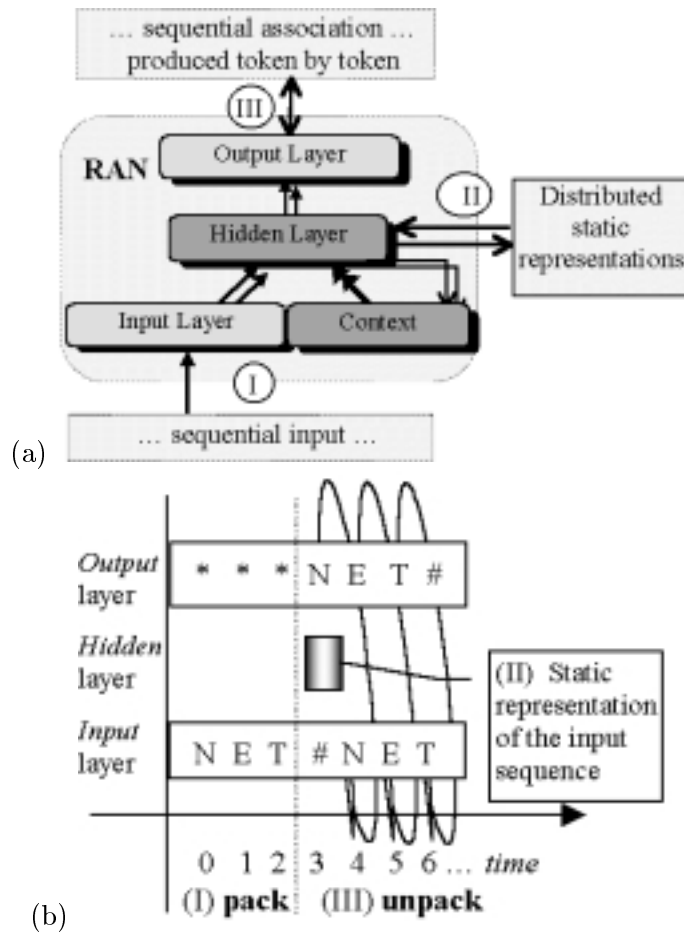 ... sequential association ...
produced token by token
III
RAN
Output Layer
II
Hidden Layer
Distributed
static
representations
Input Layer
Context
I
... sequential input ...
(a)
Output
layer
* * * N E T #
Hidden
layer
(II) Static
representation
of the input
sequence
Input
layer
N E T # N E T
0 1 2 3 4 5 6 ... time
(I) pack (III) unpack
(b)